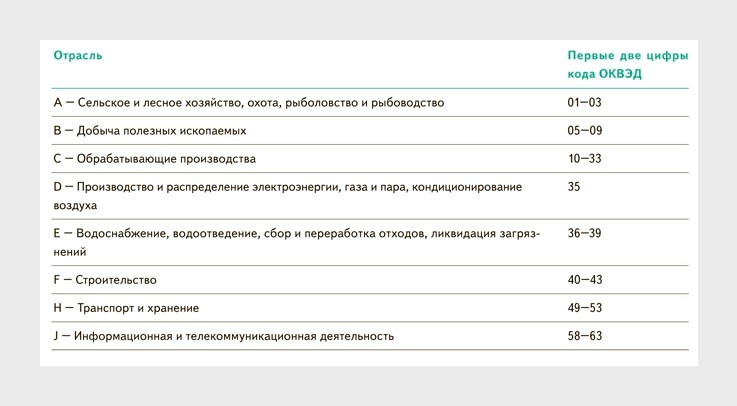 Отрасль
Первые две цифры
кода ОКВЭД
A — Сельское и лесное хозяйство, охота, рыболовство и рыбоводство 01—03
B — Добыча полезных ископаемых 05—09
C — Обрабатывающие производства 10—33
D — Производство и распределение электроэнергии, газа и пара, кондиционирование 35
воздуха
E — Водоснабжение, водоотведение, сбор и переработка отходов, ликвидация загряз- 36—39
нений
F — Строительство 40—43
H — Транспорт и хранение 49—53
J — Информационная и телекоммуникационная деятельность 58—63